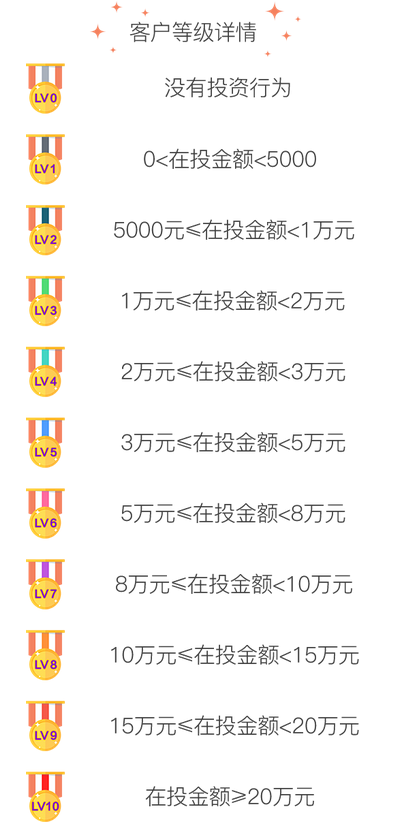 客户等级详情
LV0 没有投资行为
LV1 0<在投金额<5000
LV2 5000元≤在投金额<1万元
LV3 1万元≤在投金额<2万元
LV4 2万元≤在投金额<3万元
LV5 3万元≤在投金额<5万元
LV6 5万元≤在投金额<8万元
LV7 8万元≤在投金额<10万元
LV8 10万元≤在投金额<15万元
LV9 15万元≤在投金额<20万元
LV10 在投金额≥20万元